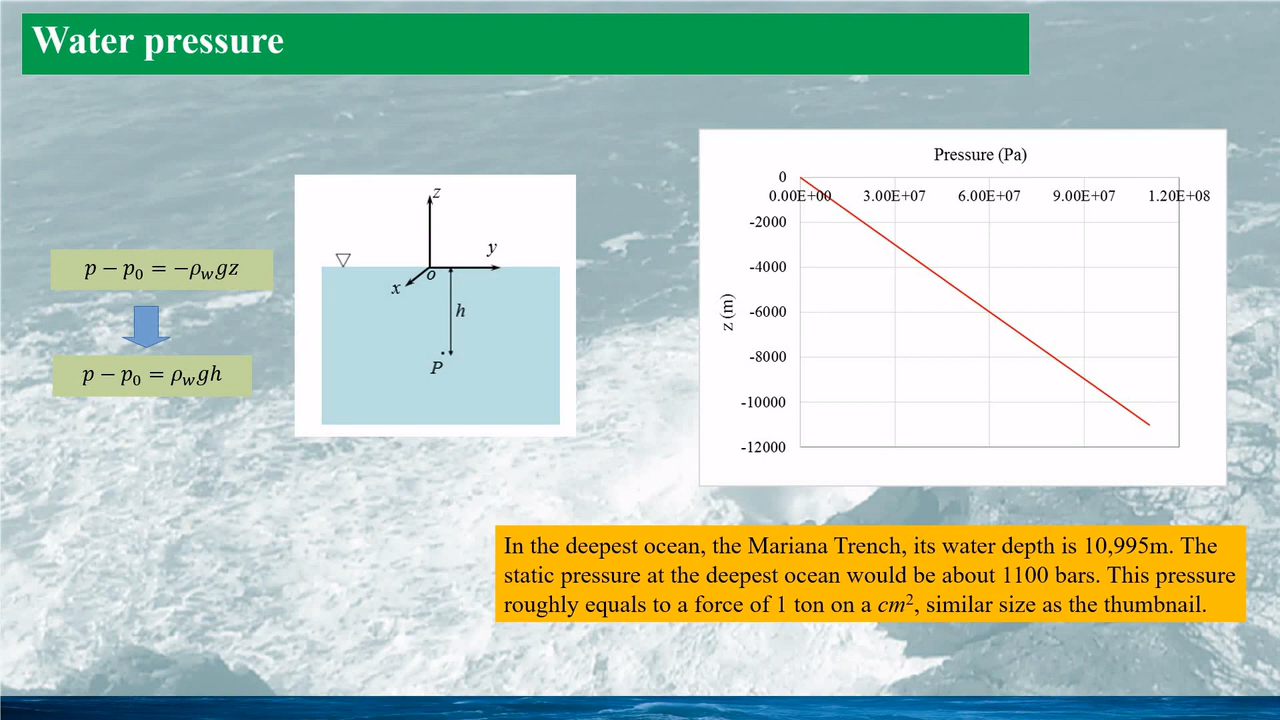 Water pressure
p − p₀ = −ρ_w gz
p − p₀ = ρ_w gh
z
y
o
x
h
P
Pressure (Pa)
0
0.00E+00 3.00E+07 6.00E+07 9.00E+07 1.20E+08
-2000
-4000
-6000
-8000
-10000
-12000
z (m)
In the deepest ocean, the Mariana Trench, its water depth is 10,995m. The
static pressure at the deepest ocean would be about 1100 bars. This pressure
roughly equals to a force of 1 ton on a cm², similar size as the thumbnail.